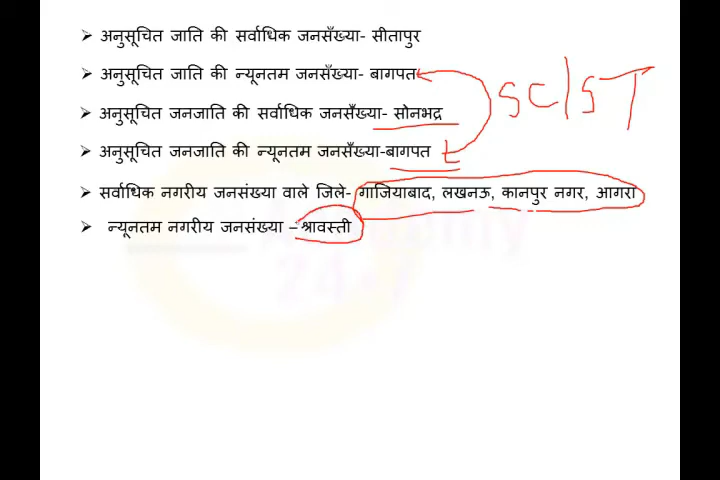 ➢ अनुसूचित जाति की सर्वाधिक जनसँख्या- सीतापुर
➢ अनुसूचित जाति की न्यूनतम जनसँख्या- बागपत
SC/ST
➢ अनुसूचित जनजाति की सर्वाधिक जनसँख्या- सोनभद्र
➢ अनुसूचित जनजाति की न्यूनतम जनसँख्या-बागपत
➢ सर्वाधिक नगरीय जनसंख्या वाले जिले- गाजियाबाद, लखनऊ, कानपुर नगर, आगरा
➢ न्यूनतम नगरीय जनसंख्या –श्रावस्ती